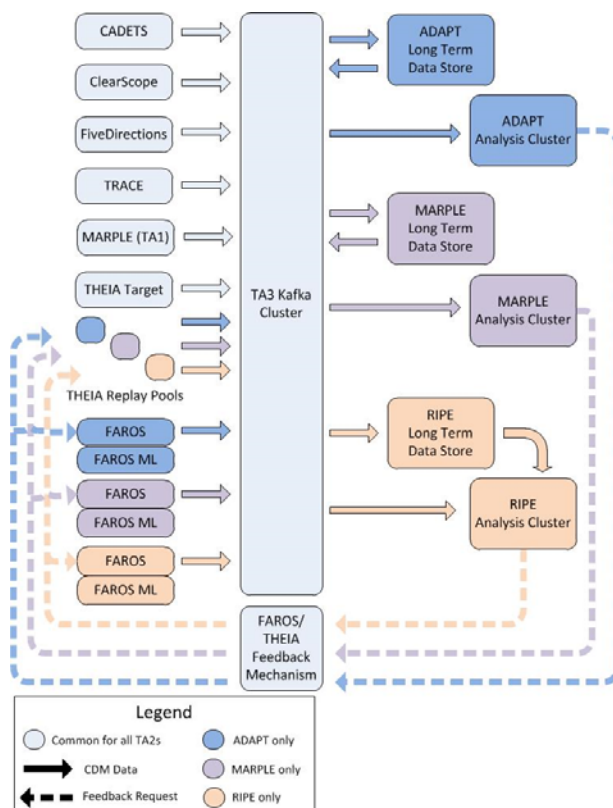 CADETS
ClearScope
FiveDirections
TRACE
MARPLE (TA1)
THEIA Target
THEIA Replay Pools
FAROS
FAROS ML
FAROS
FAROS ML
FAROS
FAROS ML
TA3 Kafka
Cluster
ADAPT
Long Term
Data Store
ADAPT
Analysis Cluster
MARPLE
Long Term
Data Store
MARPLE
Analysis Cluster
RIPE
Long Term
Data Store
RIPE
Analysis Cluster
FAROS/
THEIA
Feedback
Mechanism
Legend
Common for all TA2s
ADAPT only
CDM Data
MARPLE only
Feedback Request
RIPE only